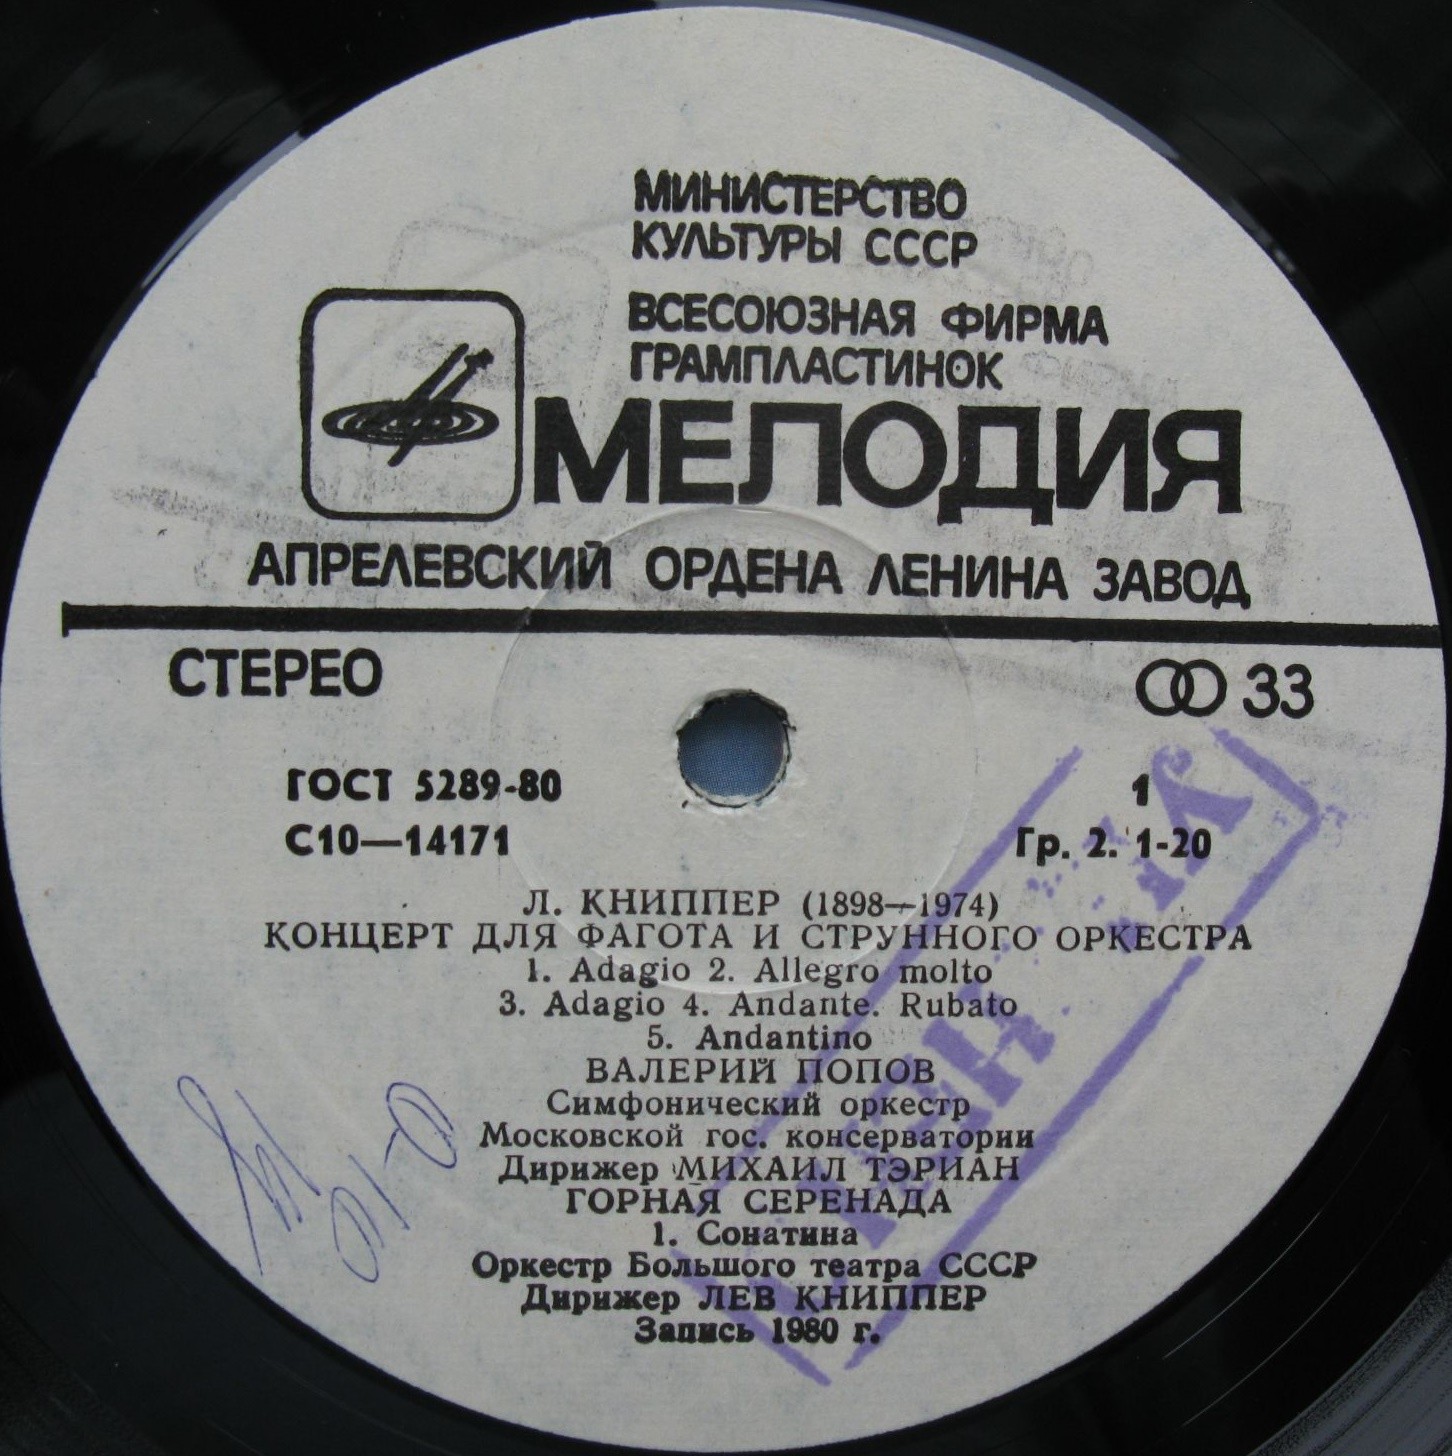 МИНИСТЕРСТВО
КУЛЬТУРЫ СССР
ВСЕСОЮЗНАЯ ФИРМА
ГРАМПЛАСТИНОК
МЕЛОДИЯ
АПРЕЛЕВСКИЙ ОРДЕНА ЛЕНИНА ЗАВОД
СТЕРЕО
33
ГОСТ 5289-80
1
С10—14171
Гр. 2. 1-20
Л. КНИППЕР (1898—1974)
КОНЦЕРТ ДЛЯ ФАГОТА И СТРУННОГО ОРКЕСТРА
1. Adagio 2. Allegro molto
3. Adagio 4. Andante. Rubato
5. Andantino
ВАЛЕРИЙ ПОПОВ
Симфонический оркестр
Московской гос. консерватории
Дирижер МИХАИЛ ТЭРИАН
ГОРНАЯ СЕРЕНАДА
1. Сонатина
Оркестр Большого театра СССР
Дирижер ЛЕВ КНИППЕР
Запись 1980 г.